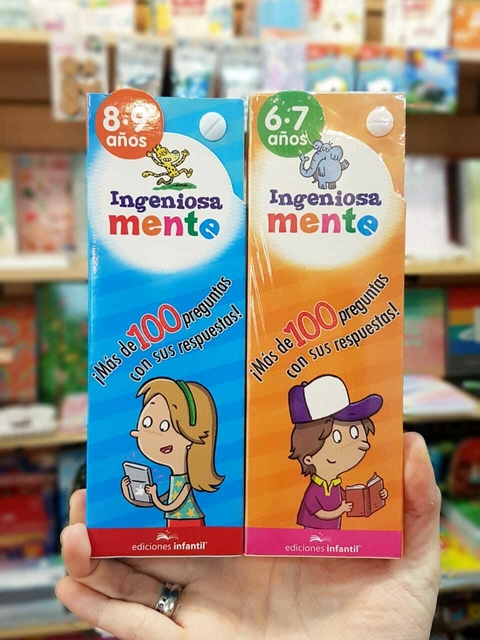 8•9
años
Ingeniosa
mente
¡Más de 100 preguntas
con sus respuestas!
ediciones infantil
6•7
años
Ingeniosa
mente
¡Más de 100 preguntas
con sus respuestas!
ediciones infantil